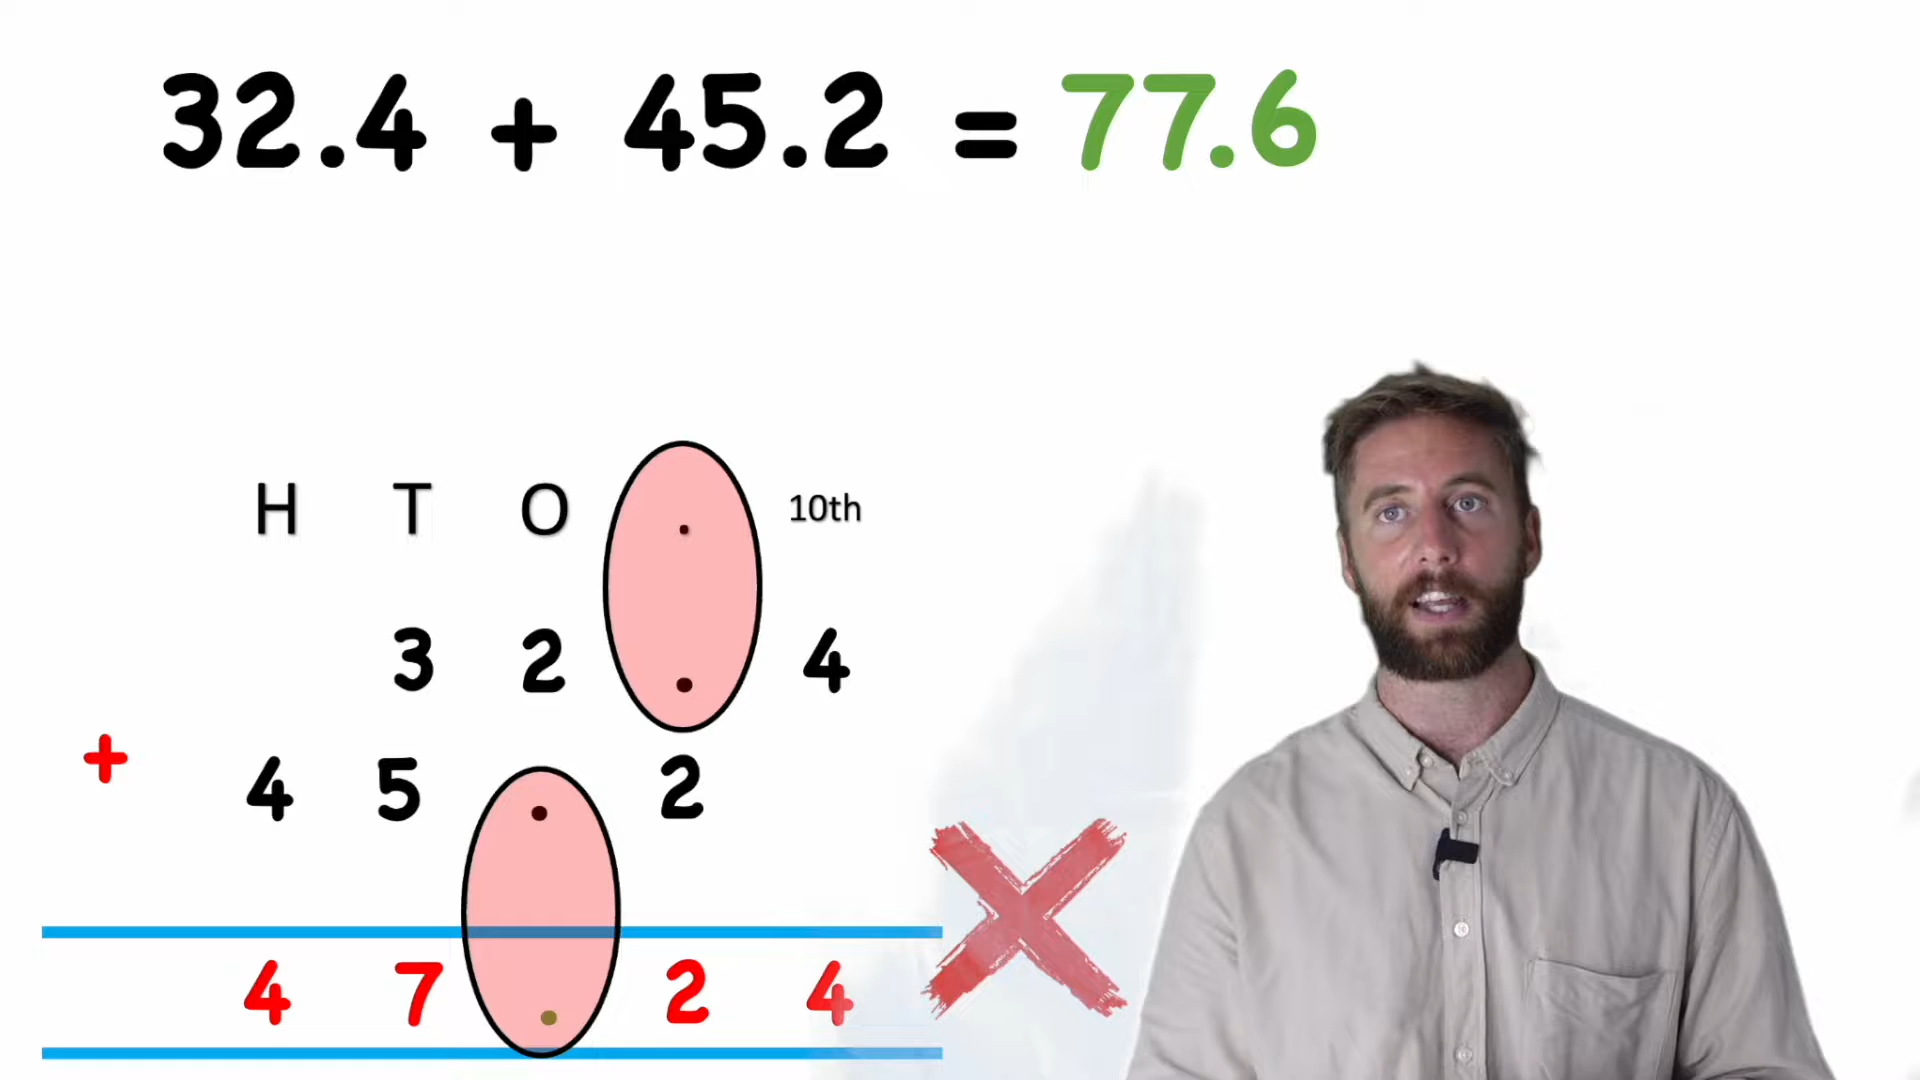 32.4 + 45.2 = 77.6
H T O . 10th
3 2 . 4
+ 4 5 . 2
4 7 . 2 4